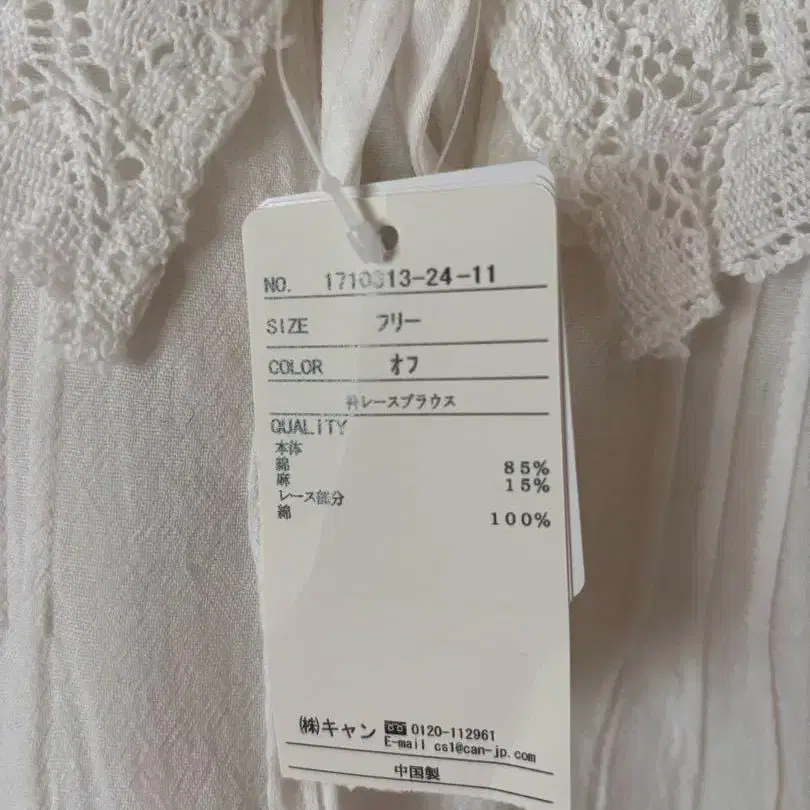 NO. 1710313-24-11
SIZE フリー
COLOR オフ
衿レースブラウス
QUALITY
本体
綿 85%
麻 15%
レース部分
綿 100%
㈱キャン 0120-112961
E-mail cs1@can-jp.com
中国製